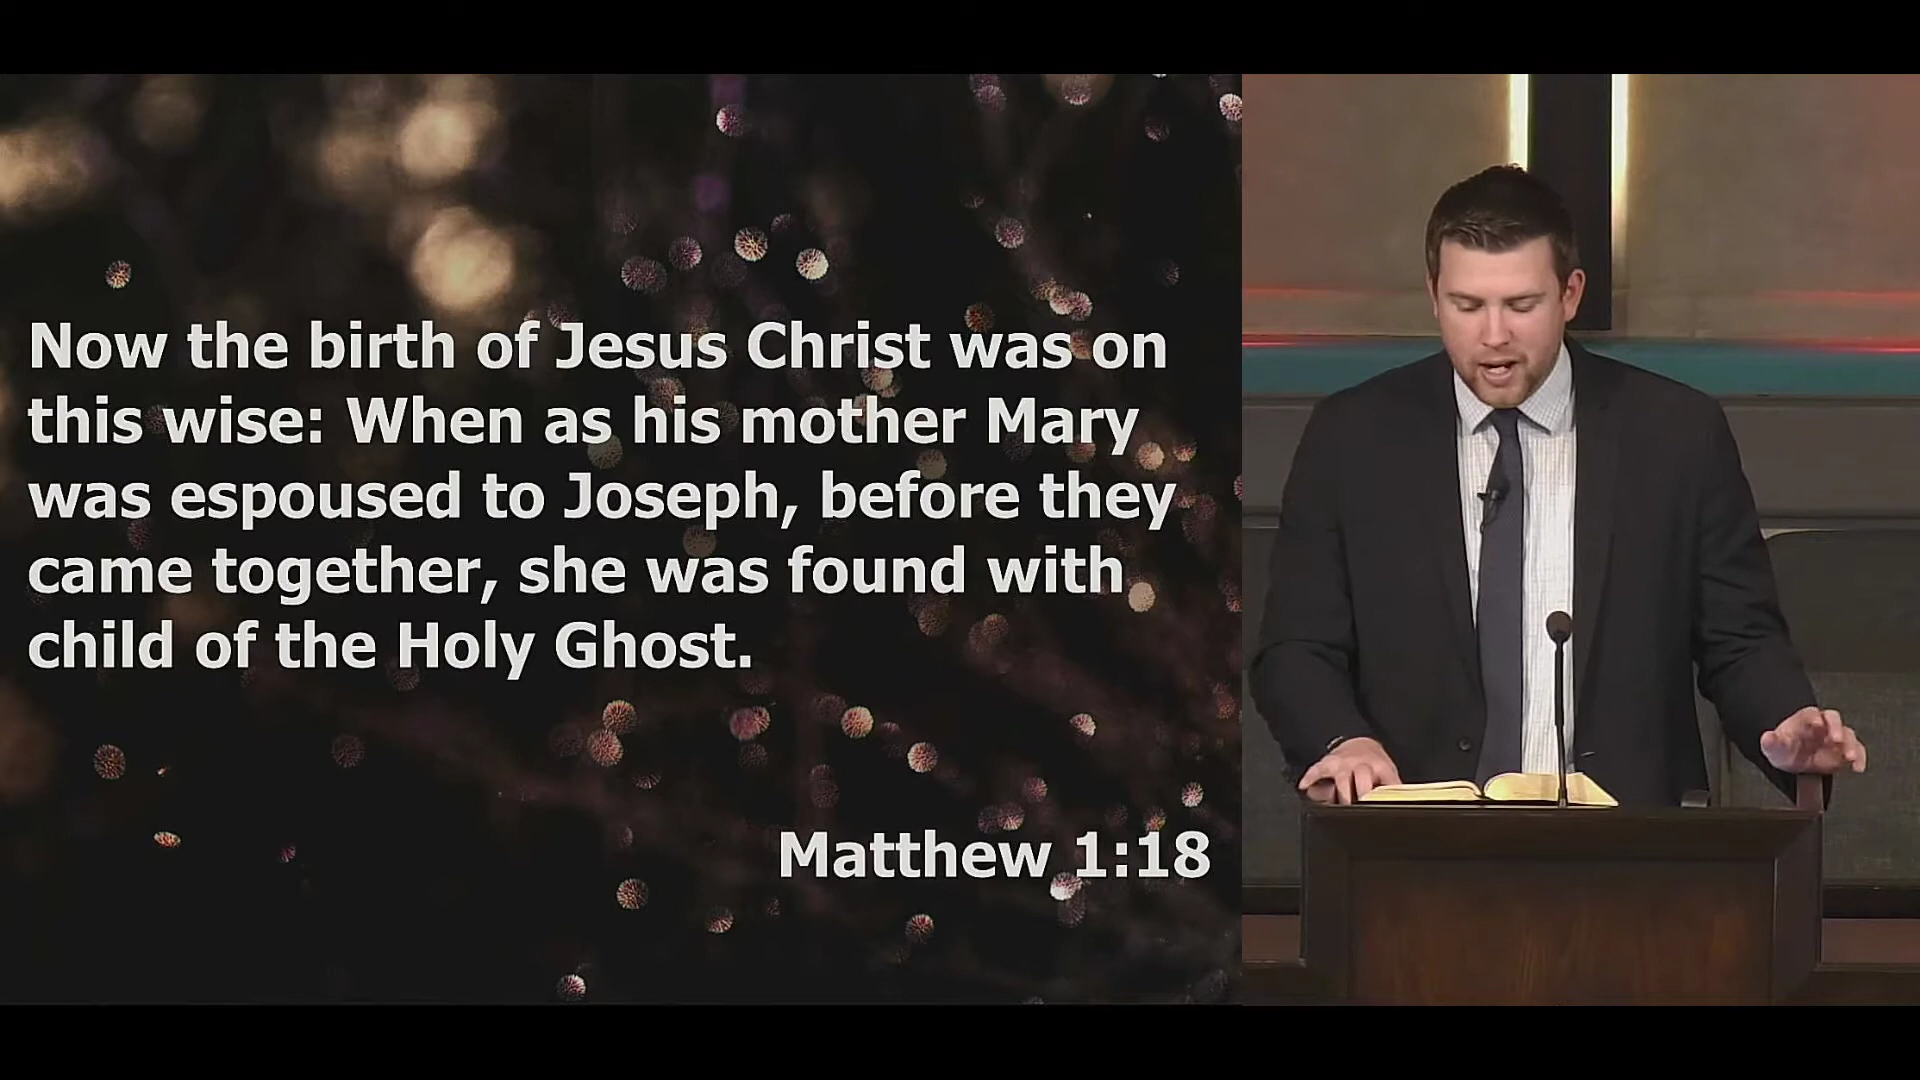 Now the birth of Jesus Christ was on
this wise: When as his mother Mary
was espoused to Joseph, before they
came together, she was found with
child of the Holy Ghost.
Matthew 1:18